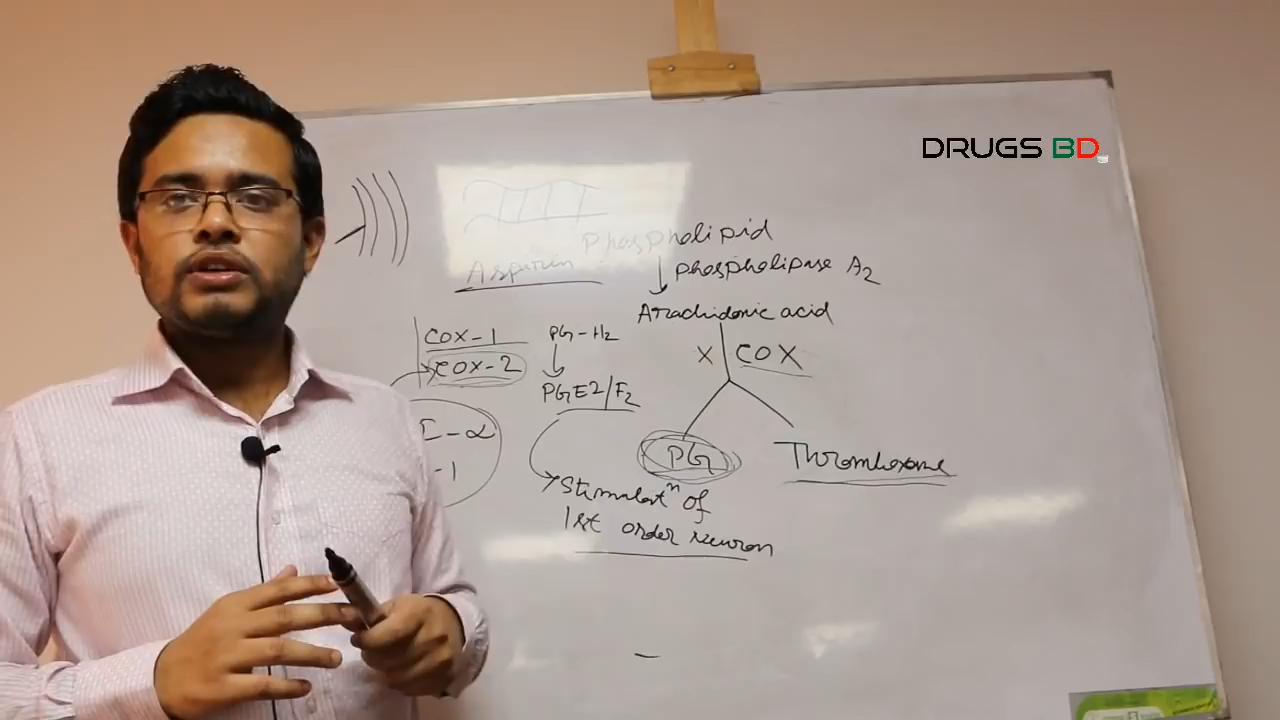 DRUGS BD
Phospholipid
Aspirin
phospholipase A2
Arachidonic acid
COX-1
PG-H2
X COX
COX-2
PGE2/F2
-α
PG
Thromboxane
-1
Stimulatn of
1st order Neuron